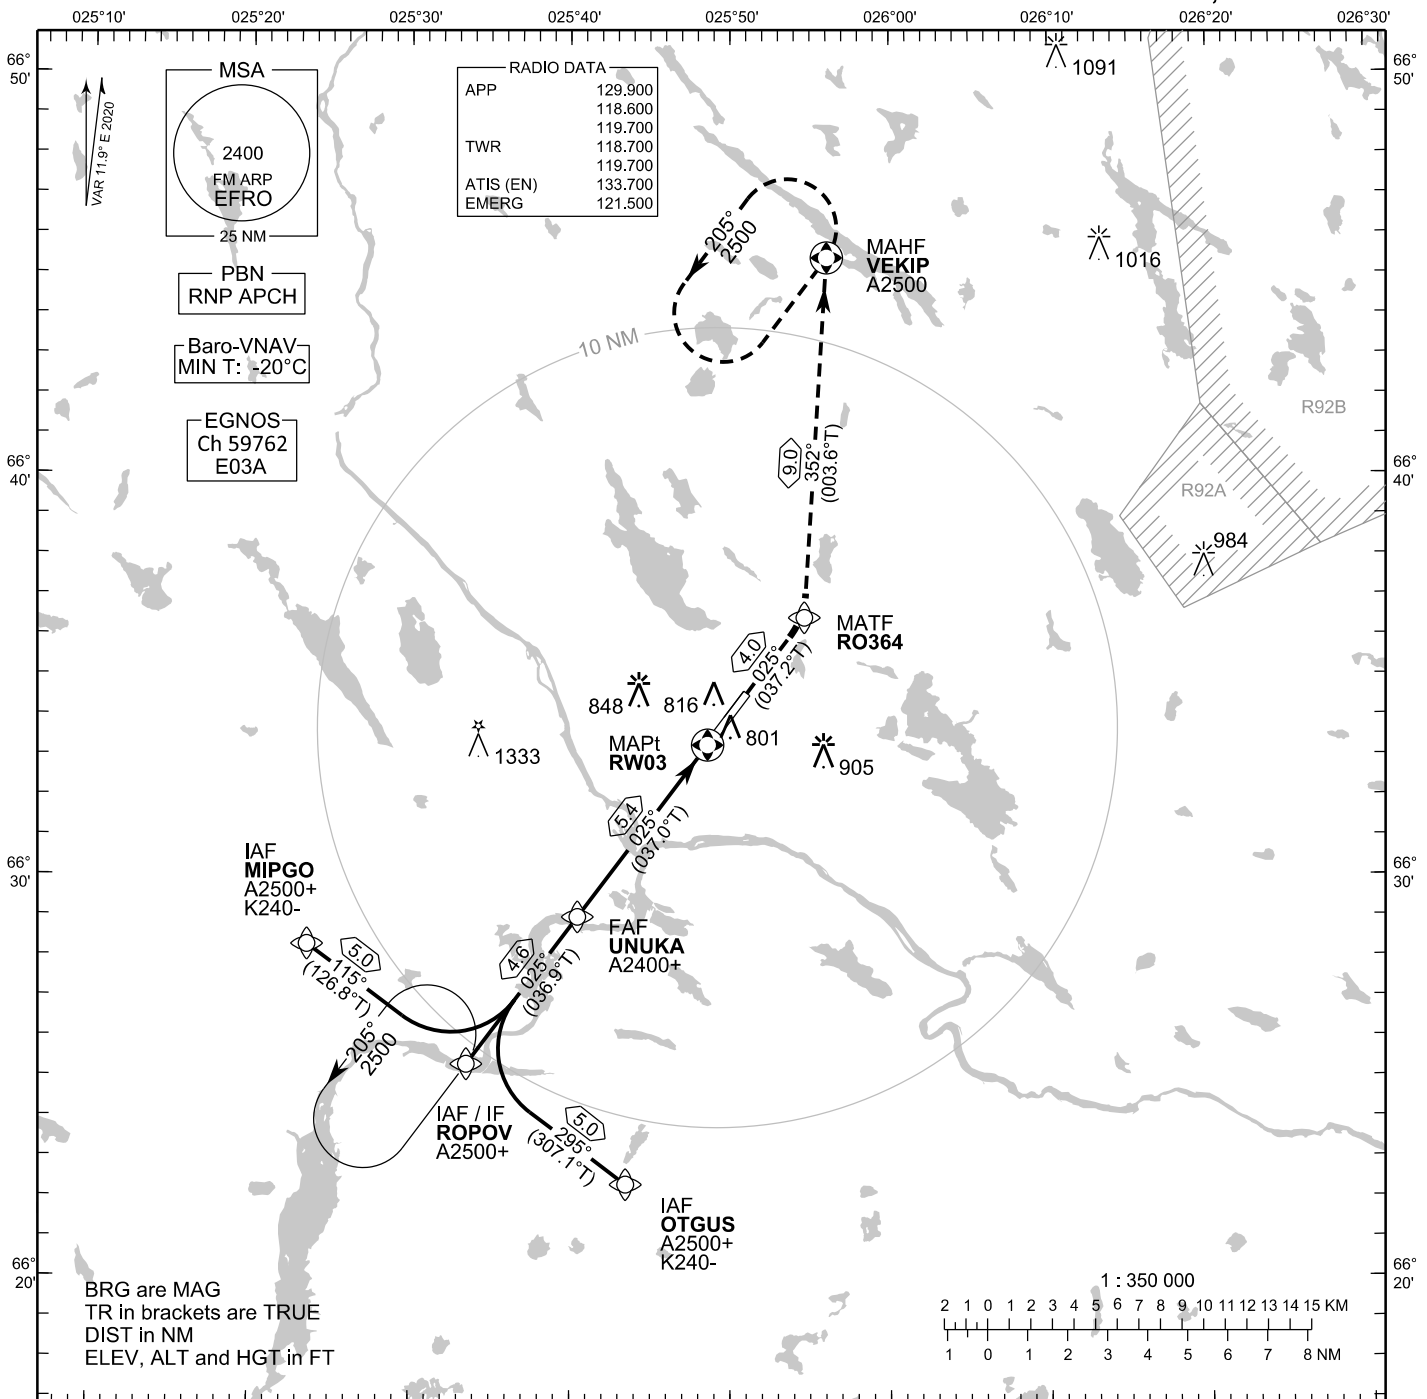 025°10'
025°20'
025°30'
025°40'
025°50'
026°00'
026°10'
026°20'
026°30'
66°
50'
66°
50'
VAR 11.9° E 2020
MSA
2400
FM ARP
EFRO
25 NM
RADIO DATA
APP 129.900
118.600
119.700
TWR 118.700
119.700
ATIS (EN) 133.700
EMERG 121.500
1091
1016
PBN
RNP APCH
Baro-VNAV
MIN T: -20°C
EGNOS
Ch 59762
E03A
205°
2500
MAHF
VEKIP
A2500
10 NM
R92B
66°
40'
66°
40'
9.0
352°
(003.6°T)
R92A
984
MATF
RO364
4.0
025°
(037.2°T)
848
816
801
905
1333
MAPt
RW03
5.4
025°
(037.0°T)
66°
30'
66°
30'
IAF
MIPGO
A2500+
K240-
5.0
115°
(126.8°T)
FAF
UNUKA
A2400+
4.6
025°
(036.9°T)
205°
2500
IAF / IF
ROPOV
A2500+
5.0
295°
(307.1°T)
IAF
OTGUS
A2500+
K240-
66°
20'
66°
20'
BRG are MAG
TR in brackets are TRUE
DIST in NM
ELEV, ALT and HGT in FT
1 : 350 000
2 1 0 1 2 3 4 5 6 7 8 9 10 11 12 13 14 15 KM
1 0 1 2 3 4 5 6 7 8 NM